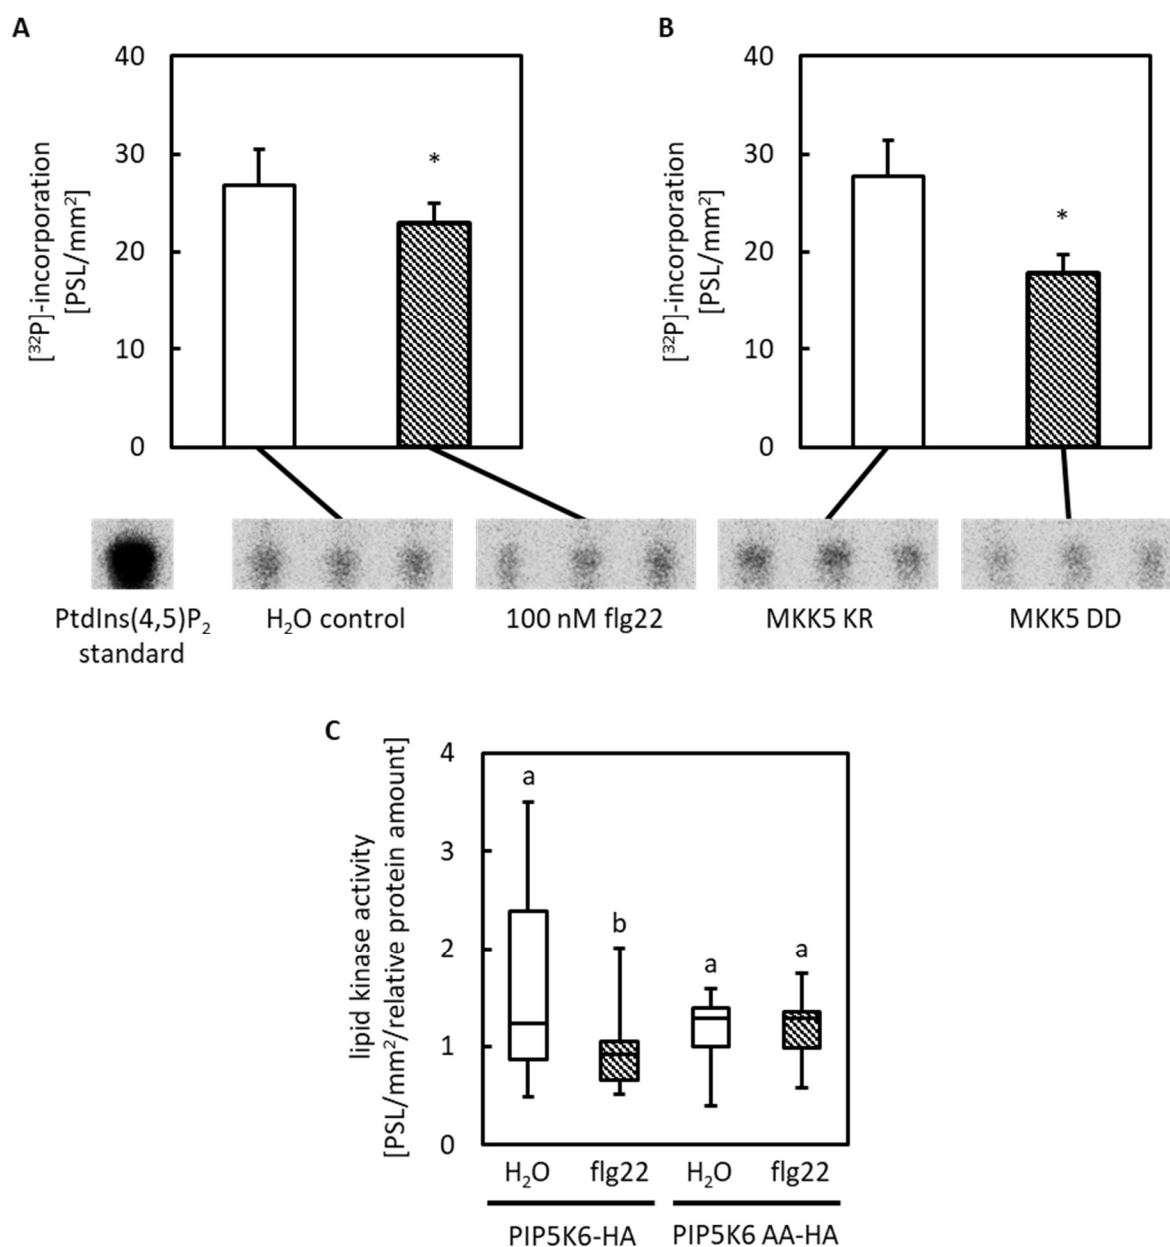 A
B
40
30
20
10
0
[³²P]-incorporation
[PSL/mm²]
*
40
30
20
10
0
[³²P]-incorporation
[PSL/mm²]
*
PtdIns(4,5)P₂
standard
H₂O control
100 nM flg22
MKK5 KR
MKK5 DD
C
4
3
2
1
0
lipid kinase activity
[PSL/mm²/relative protein amount]
a
b
a
a
H₂O
flg22
H₂O
flg22
PIP5K6-HA
PIP5K6 AA-HA